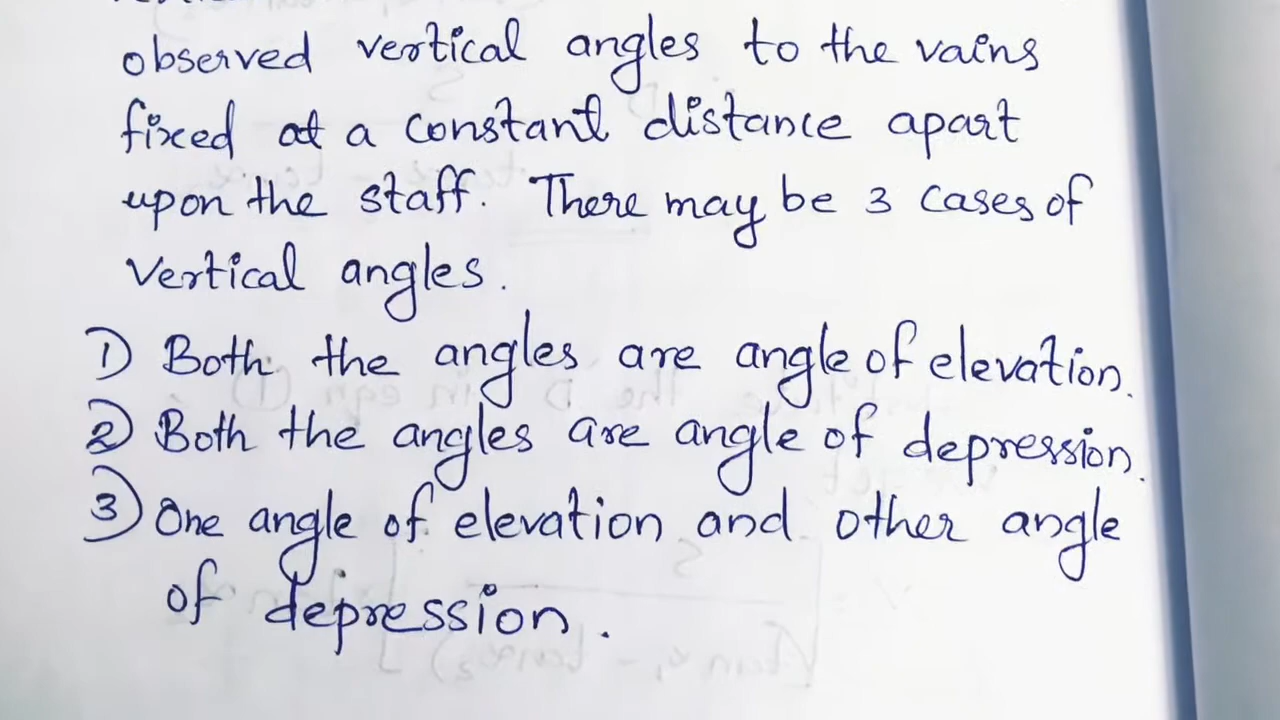 observed vertical angles to the vains
fixed at a constant distance apart
upon the staff. There may be 3 cases of
Vertical angles.
1) Both the angles are angle of elevation.
2) Both the angles are angle of depression.
3) One angle of elevation and other angle
of depression.